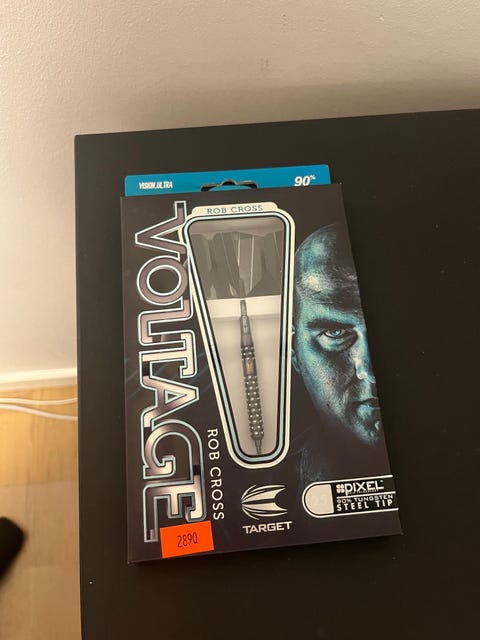 VISION.ULTRA
90%
ROB CROSS
VOLTAGE
ROB CROSS
TARGET
PIXEL
90% TUNGSTEN
STEEL TIP
2890